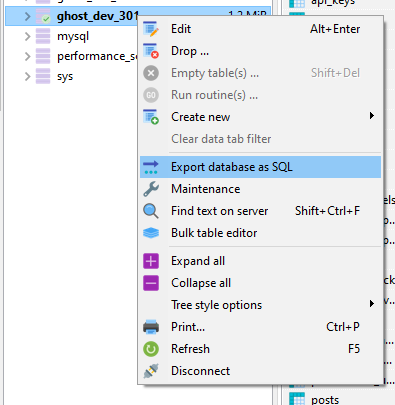 api_keys
ghost_dev_301
1.2 MiB
mysql
performance_s
sys
Edit Alt+Enter
Drop ...
Empty table(s) ... Shift+Del
Run routine(s) ...
Create new
Clear data tab filter
Export database as SQL
Maintenance
Find text on server Shift+Ctrl+F
Bulk table editor
Expand all
Collapse all
Tree style options
Print... Ctrl+P
Refresh F5
Disconnect
posts